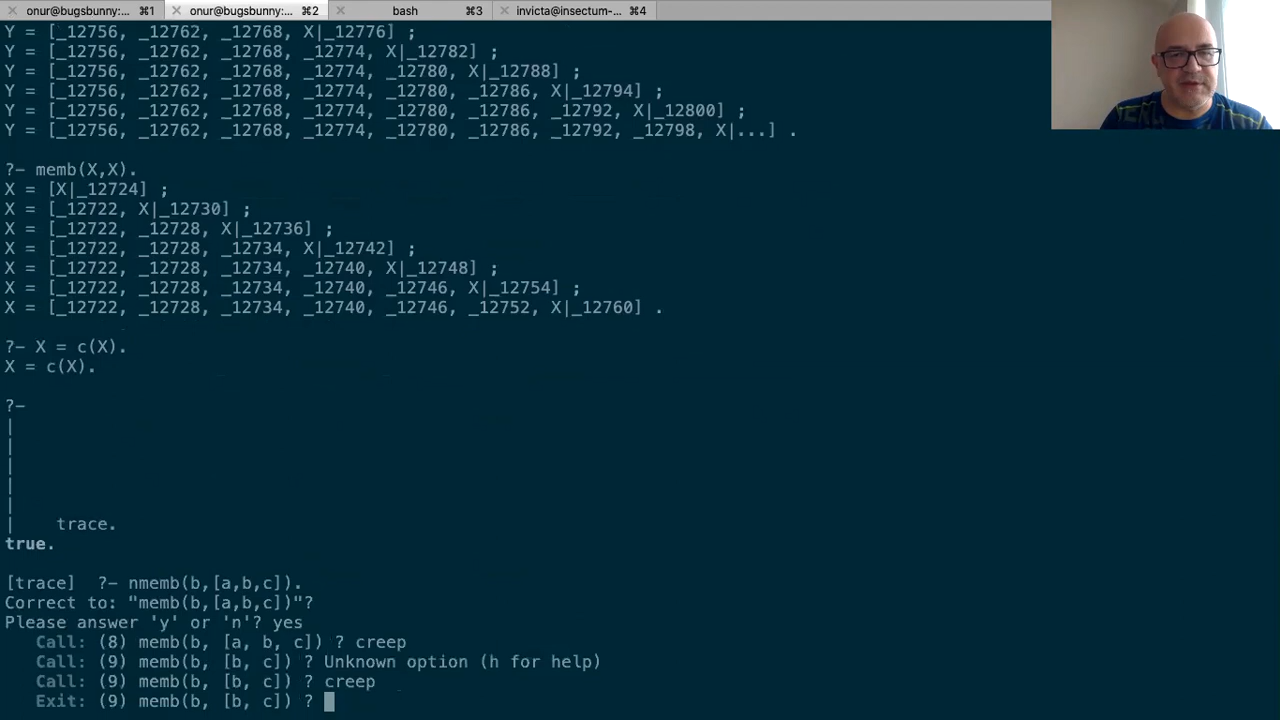 onur@bugsbunny:... ⌘1 onur@bugsbunny:... ⌘2 bash ⌘3 invicta@insectum-... ⌘4
Y = [_12756, _12762, _12768, X|_12776] ;
Y = [_12756, _12762, _12768, _12774, X|_12782] ;
Y = [_12756, _12762, _12768, _12774, _12780, X|_12788] ;
Y = [_12756, _12762, _12768, _12774, _12780, _12786, X|_12794] ;
Y = [_12756, _12762, _12768, _12774, _12780, _12786, _12792, X|_12800] ;
Y = [_12756, _12762, _12768, _12774, _12780, _12786, _12792, _12798, X|...] .
?- memb(X,X).
X = [X|_12724] ;
X = [_12722, X|_12730] ;
X = [_12722, _12728, X|_12736] ;
X = [_12722, _12728, _12734, X|_12742] ;
X = [_12722, _12728, _12734, _12740, X|_12748] ;
X = [_12722, _12728, _12734, _12740, _12746, X|_12754] ;
X = [_12722, _12728, _12734, _12740, _12746, _12752, X|_12760] .
?- X = c(X).
X = c(X).
?-
|
|
|
|
|
|    trace.
true.
[trace]  ?- nmemb(b,[a,b,c]).
Correct to: "memb(b,[a,b,c])"?
Please answer 'y' or 'n'? yes
Call: (8) memb(b, [a, b, c]) ? creep
Call: (9) memb(b, [b, c]) ? Unknown option (h for help)
Call: (9) memb(b, [b, c]) ? creep
Exit: (9) memb(b, [b, c]) ?